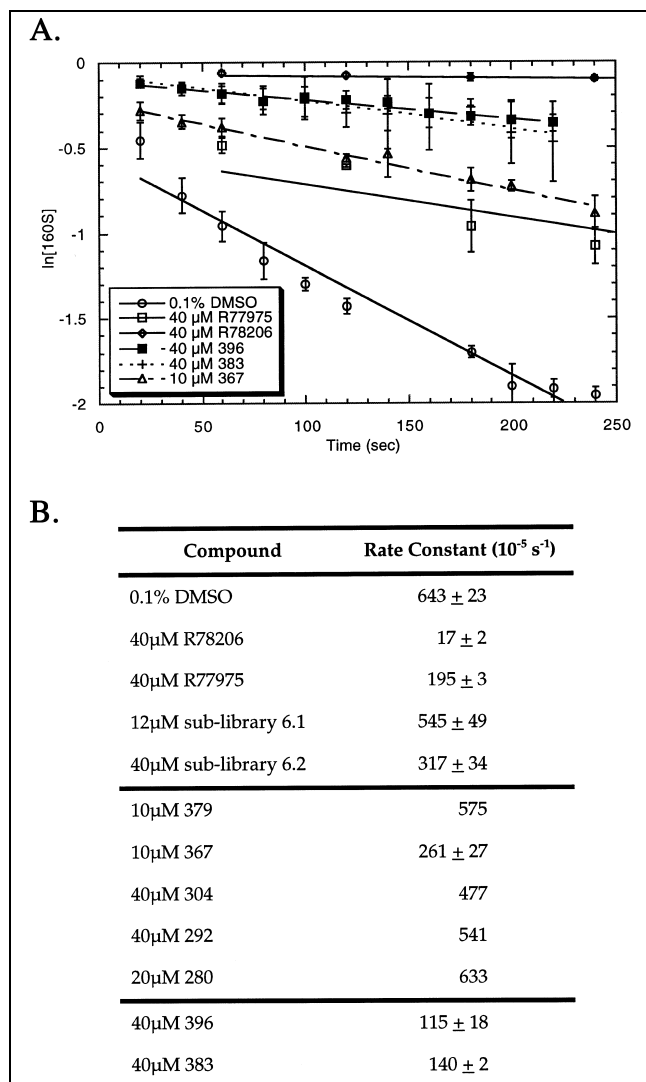 A.
0
-0.5
-1
-1.5
-2
ln[160S]
0.1% DMSO
40 µM R77975
40 µM R78206
40 µM 396
40 µM 383
10 µM 367
0 50 100 150 200 250
Time (sec)
B.
Compound Rate Constant (10⁻⁵ s⁻¹)
0.1% DMSO 643 ± 23
40µM R78206 17 ± 2
40µM R77975 195 ± 3
12µM sub-library 6.1 545 ± 49
40µM sub-library 6.2 317 ± 34
10µM 379 575
10µM 367 261 ± 27
40µM 304 477
40µM 292 541
20µM 280 633
40µM 396 115 ± 18
40µM 383 140 ± 2